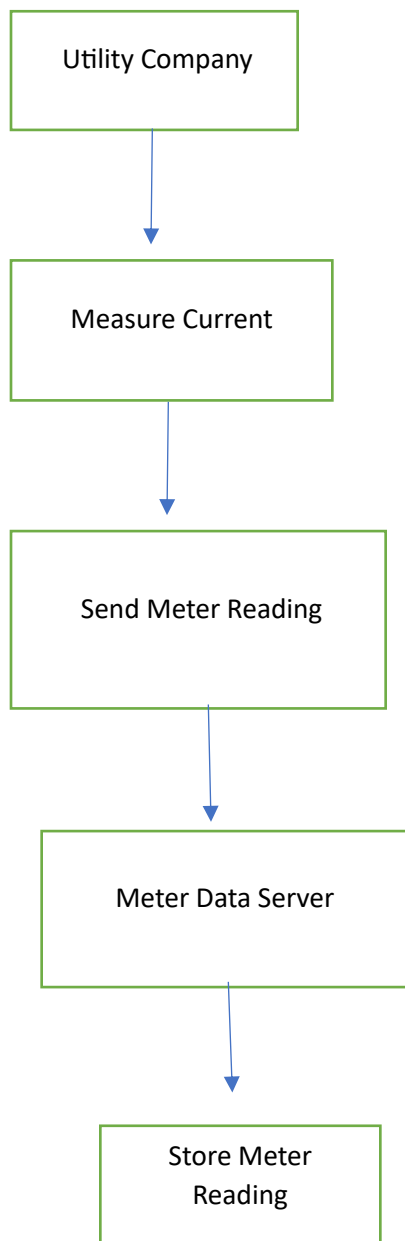 Utility Company
Measure Current
Send Meter Reading
Meter Data Server
Store Meter
Reading